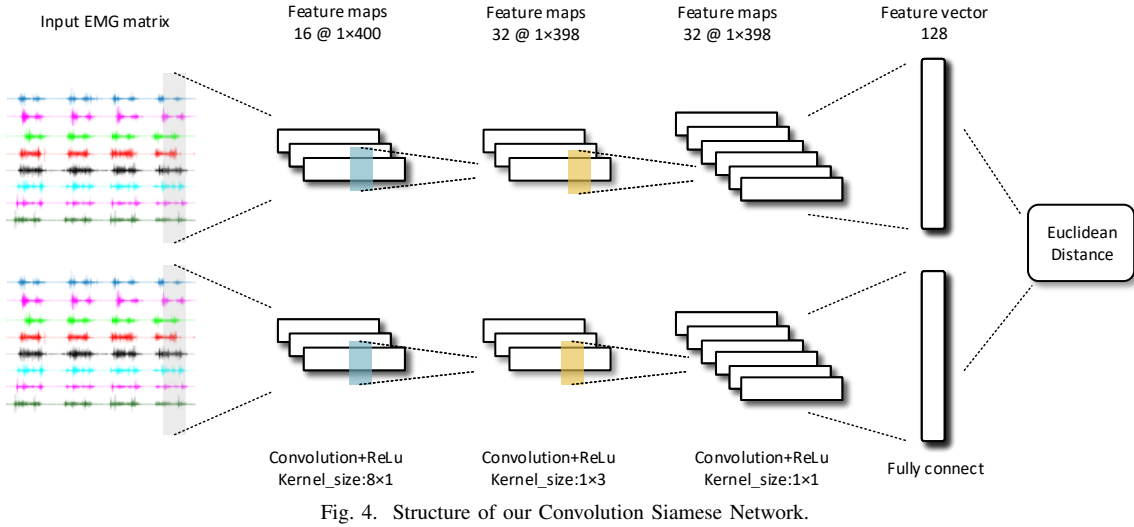 Input EMG matrix
Feature maps
16 @ 1×400
Feature maps
32 @ 1×398
Feature maps
32 @ 1×398
Feature vector
128
Euclidean
Distance
Convolution+ReLu
Kernel_size:8×1
Convolution+ReLu
Kernel_size:1×3
Convolution+ReLu
Kernel_size:1×1
Fully connect
Fig. 4. Structure of our Convolution Siamese Network.